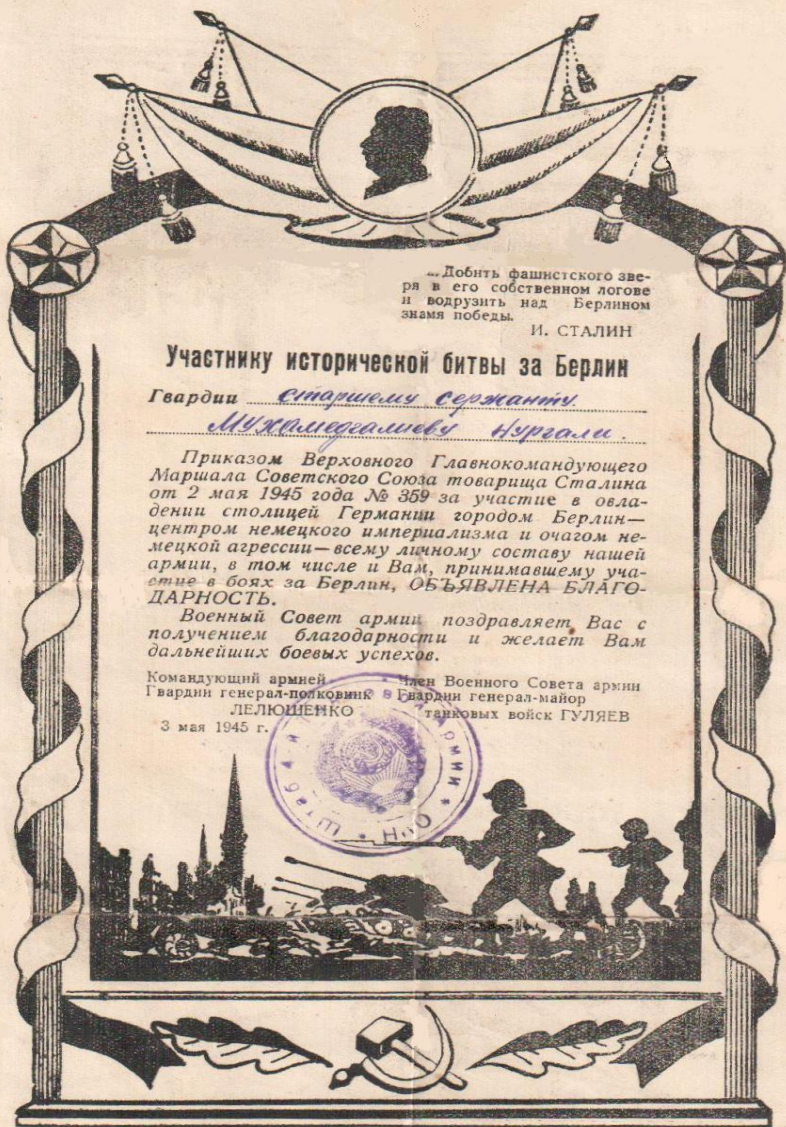 ... Добить фашистского зве-
ря в его собственном логове
и водрузить над Берлином
знамя победы.
И. СТАЛИН
Участнику исторической битвы за Берлин
Гвардии старшему сержанту
Мухамедгалиеву Нургали.
Приказом Верховного Главнокомандующего
Маршала Советского Союза товарища Сталина
от 2 мая 1945 года № 359 за участие в овла-
дении столицей Германии городом Берлин—
центром немецкого империализма и очагом не-
мецкой агрессии—всему личному составу нашей
армии, в том числе и Вам, принимавшему уча-
стие в боях за Берлин, ОБЪЯВЛЕНА БЛАГО-
ДАРНОСТЬ.
Военный Совет армии поздравляет Вас с
получением благодарности и желает Вам
дальнейших боевых успехов.
Командующий армией
Гвардии генерал-полковник
ЛЕЛЮШЕНКО
3 мая 1945 г.
Член Военного Совета армии
Гвардии генерал-майор
танковых войск ГУЛЯЕВ
Штаб армии